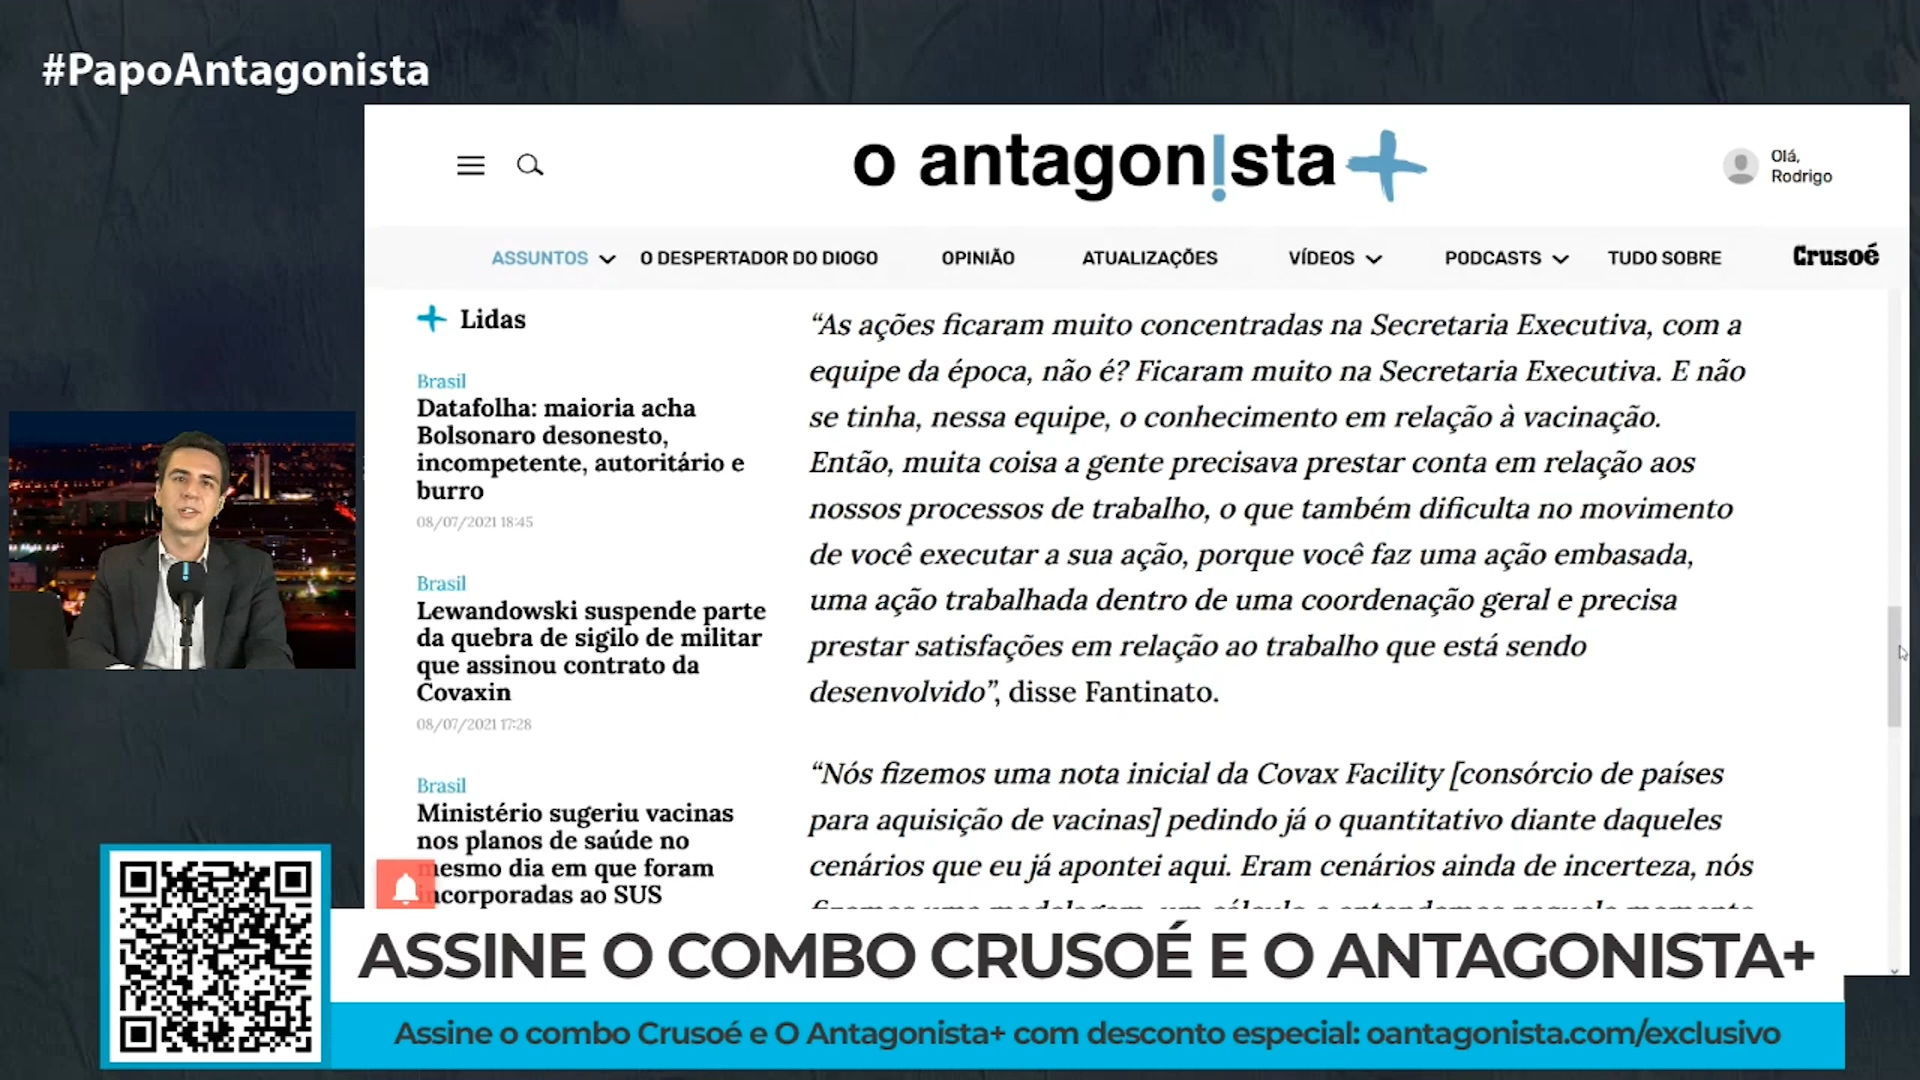 #PapoAntagonista
o antagonista+
Olá,
Rodrigo
ASSUNTOS
O DESPERTADOR DO DIOGO
OPINIÃO
ATUALIZAÇÕES
VÍDEOS
PODCASTS
TUDO SOBRE
Crusoé
Lidas
Brasil
Datafolha: maioria acha
Bolsonaro desonesto,
incompetente, autoritário e
burro
08/07/2021 18:45
Brasil
Lewandowski suspende parte
da quebra de sigilo de militar
que assinou contrato da
Covaxin
08/07/2021 17:28
Brasil
Ministério sugeriu vacinas
nos planos de saúde no
mesmo dia em que foram
incorporadas ao SUS
“As ações ficaram muito concentradas na Secretaria Executiva, com a
equipe da época, não é? Ficaram muito na Secretaria Executiva. E não
se tinha, nessa equipe, o conhecimento em relação à vacinação.
Então, muita coisa a gente precisava prestar conta em relação aos
nossos processos de trabalho, o que também dificulta no movimento
de você executar a sua ação, porque você faz uma ação embasada,
uma ação trabalhada dentro de uma coordenação geral e precisa
prestar satisfações em relação ao trabalho que está sendo
desenvolvido”, disse Fantinato.
“Nós fizemos uma nota inicial da Covax Facility [consórcio de países
para aquisição de vacinas] pedindo já o quantitativo diante daqueles
cenários que eu já apontei aqui. Eram cenários ainda de incerteza, nós
ASSINE O COMBO CRUSOÉ E O ANTAGONISTA+
Assine o combo Crusoé e O Antagonista+ com desconto especial: oantagonista.com/exclusivo